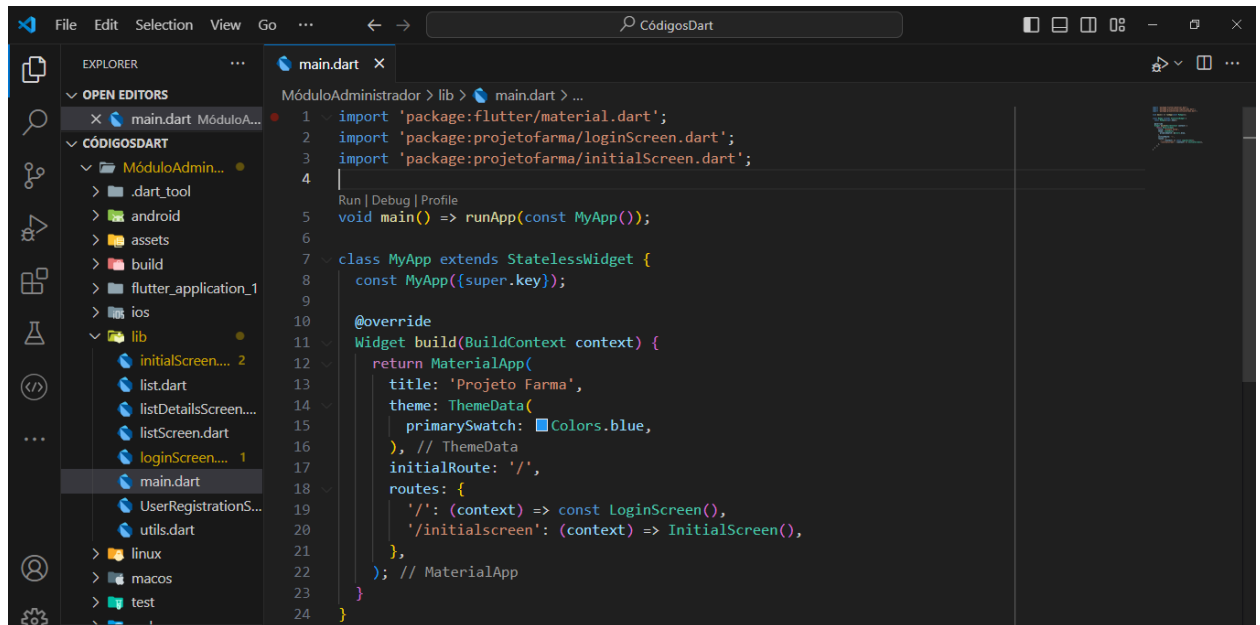 File Edit Selection View Go ··· CódigosDart
EXPLORER ···
OPEN EDITORS
main.dart MóduloA...
CÓDIGOSDART
MóduloAdmin...
.dart_tool
android
assets
build
flutter_application_1
ios
lib
initialScreen.... 2
list.dart
listDetailsScreen....
listScreen.dart
loginScreen.... 1
main.dart
UserRegistrationS...
utils.dart
linux
macos
test
main.dart
MóduloAdministrador > lib > main.dart > ...
1 import 'package:flutter/material.dart';
2 import 'package:projetofarma/loginScreen.dart';
3 import 'package:projetofarma/initialScreen.dart';
4
Run | Debug | Profile
5 void main() => runApp(const MyApp());
6
7 class MyApp extends StatelessWidget {
8 const MyApp({super.key});
9
10 @override
11 Widget build(BuildContext context) {
12 return MaterialApp(
13 title: 'Projeto Farma',
14 theme: ThemeData(
15 primarySwatch: Colors.blue,
16 ), // ThemeData
17 initialRoute: '/',
18 routes: {
19 '/': (context) => const LoginScreen(),
20 '/initialscreen': (context) => InitialScreen(),
21 },
22 ); // MaterialApp
23 }
24 }